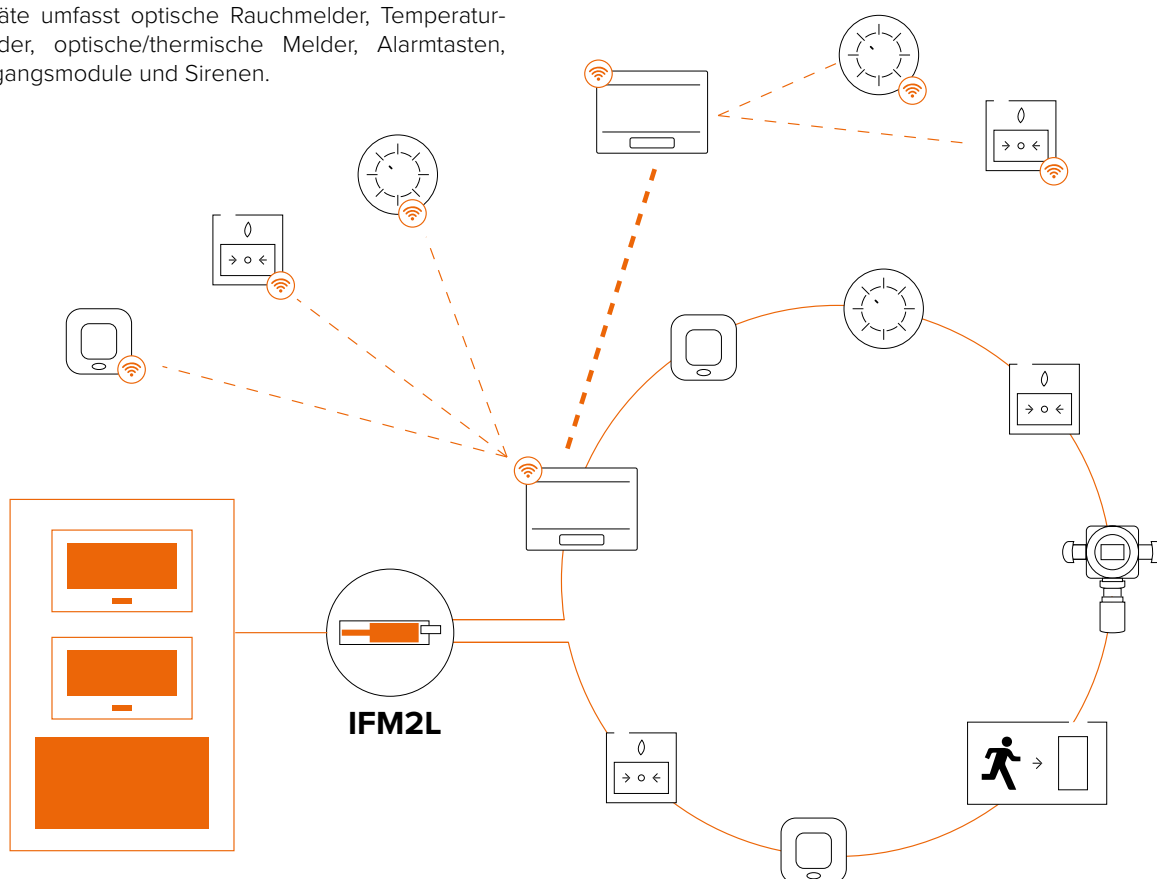 äte umfasst optische Rauchmelder, Temperatur-
der, optische/thermische Melder, Alarmtasten,
gangsmodule und Sirenen.
IFM2L